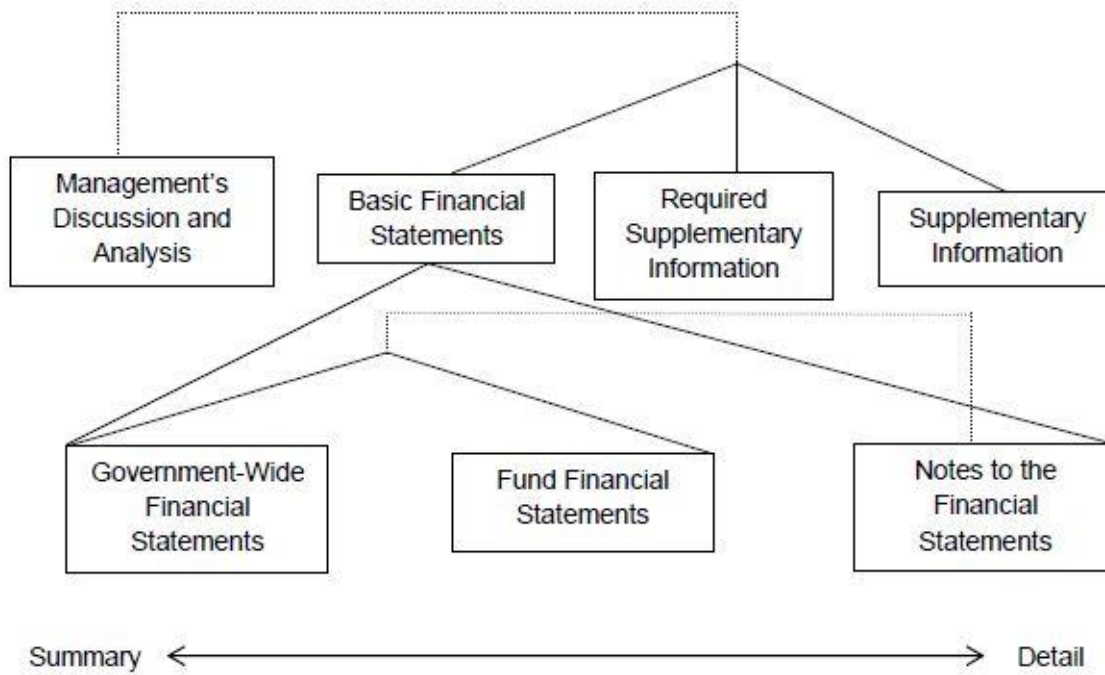 Management's
Discussion and
Analysis
Basic Financial
Statements
Required
Supplementary
Information
Supplementary
Information
Government-Wide
Financial
Statements
Fund Financial
Statements
Notes to the
Financial
Statements
Summary
Detail